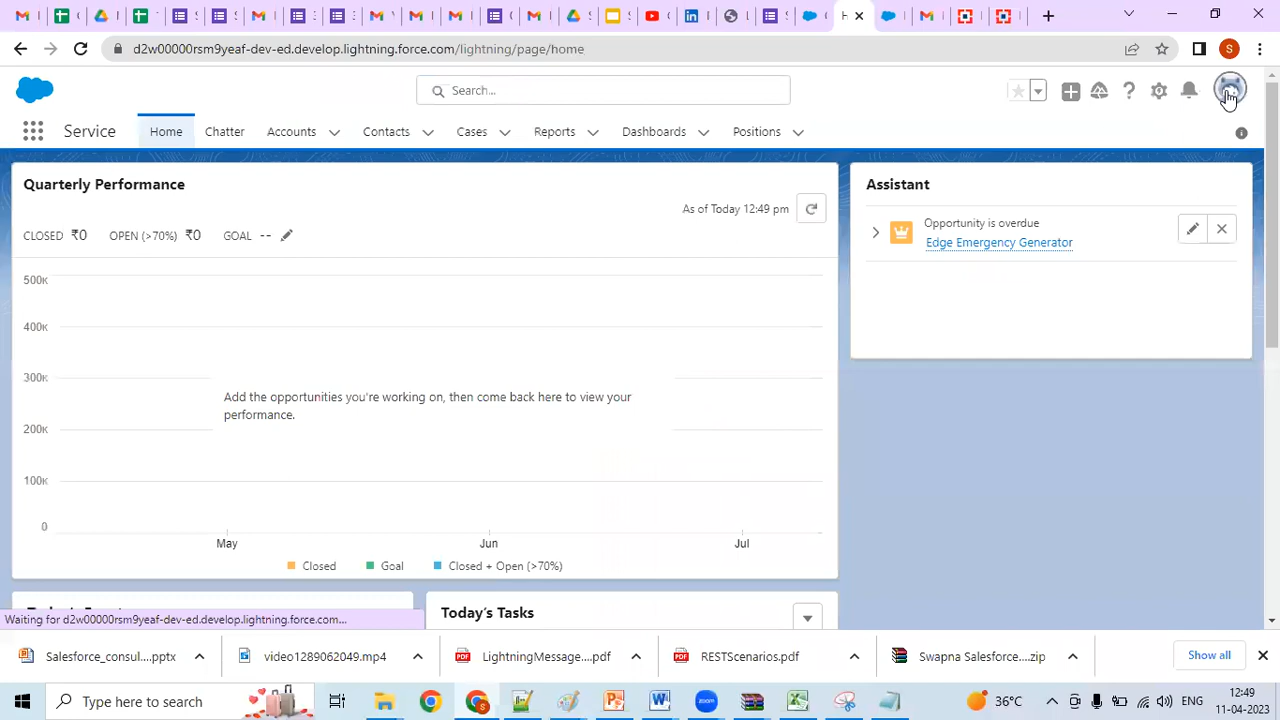 d2w00000rsm9yeaf-dev-ed.develop.lightning.force.com/lightning/page/home
S
Search...
Service
Home
Chatter
Accounts
Contacts
Cases
Reports
Dashboards
Positions
Quarterly Performance
As of Today 12:49 pm
CLOSED ₹0 OPEN (>70%) ₹0 GOAL --
500K
400K
300K
200K
100K
0
Add the opportunities you're working on, then come back here to view your
performance.
May
Jun
Jul
Closed
Goal
Closed + Open (>70%)
Assistant
Opportunity is overdue
Edge Emergency Generator
Today's Tasks
Waiting for d2w00000rsm9yeaf-dev-ed.develop.lightning.force.com...
Salesforce_consul....pptx
video1289062049.mp4
LightningMessage....pdf
RESTScenarios.pdf
Swapna Salesforce....zip
Show all
Type here to search
36°C
ENG
12:49
11-04-2023